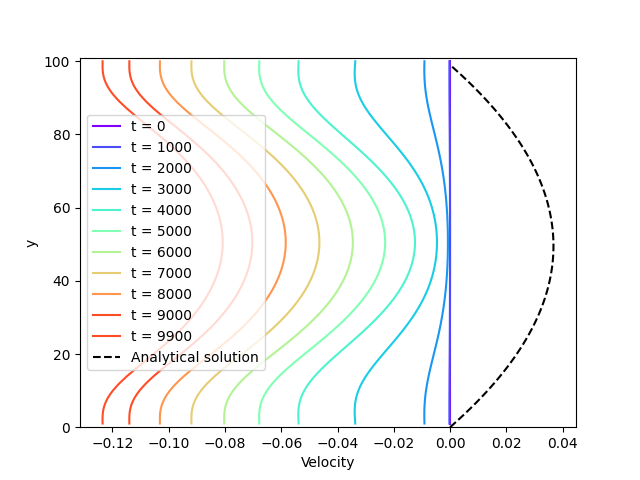 100
80
60
40
20
0
y
t = 0
t = 1000
t = 2000
t = 3000
t = 4000
t = 5000
t = 6000
t = 7000
t = 8000
t = 9000
t = 9900
Analytical solution
−0.12 −0.10 −0.08 −0.06 −0.04 −0.02 0.00 0.02 0.04
Velocity